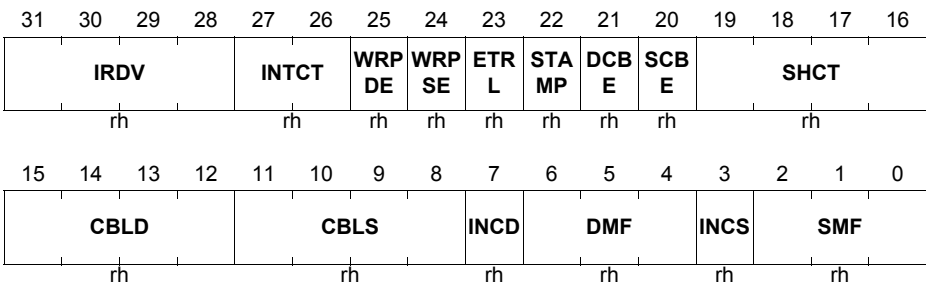 31 30 29 28 27 26 25 24 23 22 21 20 19 18 17 16
IRDV INTCT WRP DE WRP SE ETR L STA MP DCB E SCB E SHCT
rh rh rh rh rh rh rh rh rh
15 14 13 12 11 10 9 8 7 6 5 4 3 2 1 0
CBLD CBLS INCD DMF INCS SMF
rh rh rh rh rh rh